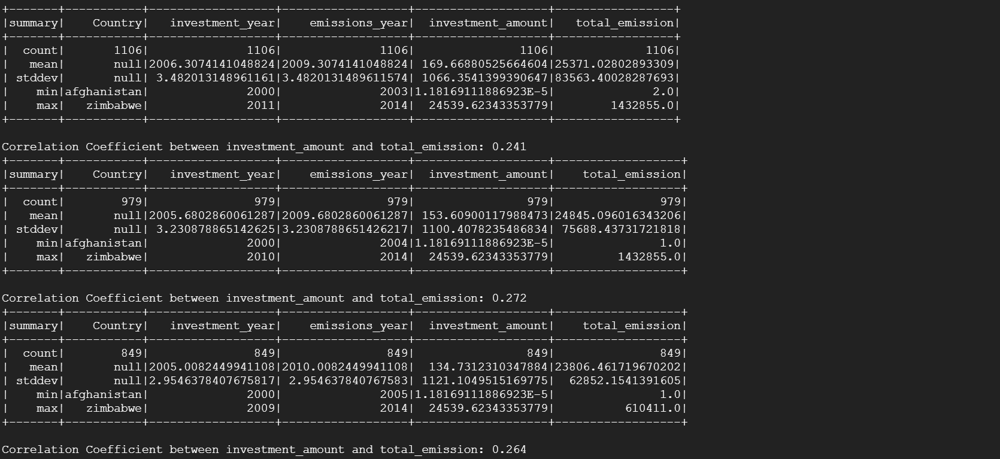 +-------+-----------+------------------+------------------+-------------------+-----------------+
|summary|    Country|   investment_year|    emissions_year|  investment_amount|   total_emission|
+-------+-----------+------------------+------------------+-------------------+-----------------+
|  count|       1106|              1106|              1106|               1106|             1106|
|   mean|       null|2006.3074141048824|2009.3074141048824| 169.66880525664604|25371.02802893309|
| stddev|       null| 3.482013148961161|3.4820131489611574| 1066.3541399390647|83563.40028287693|
|    min|afghanistan|              2000|              2003|1.18169111886923E-5|              2.0|
|    max|   zimbabwe|              2011|              2014|  24539.62343353779|        1432855.0|
+-------+-----------+------------------+------------------+-------------------+-----------------+
Correlation Coefficient between investment_amount and total_emission: 0.241
+-------+-----------+------------------+------------------+-------------------+------------------+
|summary|    Country|   investment_year|    emissions_year|  investment_amount|    total_emission|
+-------+-----------+------------------+------------------+-------------------+------------------+
|  count|        979|               979|               979|                979|               979|
|   mean|       null|2005.6802860061287|2009.6802860061287| 153.60900117988473|24845.096016343206|
| stddev|       null| 3.230878865142625|3.2308788651426217| 1100.4078235486834| 75688.43731721818|
|    min|afghanistan|              2000|              2004|1.18169111886923E-5|               1.0|
|    max|   zimbabwe|              2010|              2014|  24539.62343353779|         1432855.0|
+-------+-----------+------------------+------------------+-------------------+------------------+
Correlation Coefficient between investment_amount and total_emission: 0.272
+-------+-----------+------------------+------------------+-------------------+------------------+
|summary|    Country|   investment_year|    emissions_year|  investment_amount|    total_emission|
+-------+-----------+------------------+------------------+-------------------+------------------+
|  count|        849|               849|               849|                849|               849|
|   mean|       null|2005.0082449941108|2010.0082449941108|  134.7312310347884|23806.461719670202|
| stddev|       null|2.9546378407675817| 2.954637840767583| 1121.1049515169775|  62852.1541391605|
|    min|afghanistan|              2000|              2005|1.18169111886923E-5|               1.0|
|    max|   zimbabwe|              2009|              2014|  24539.62343353779|          610411.0|
+-------+-----------+------------------+------------------+-------------------+------------------+
Correlation Coefficient between investment_amount and total_emission: 0.264